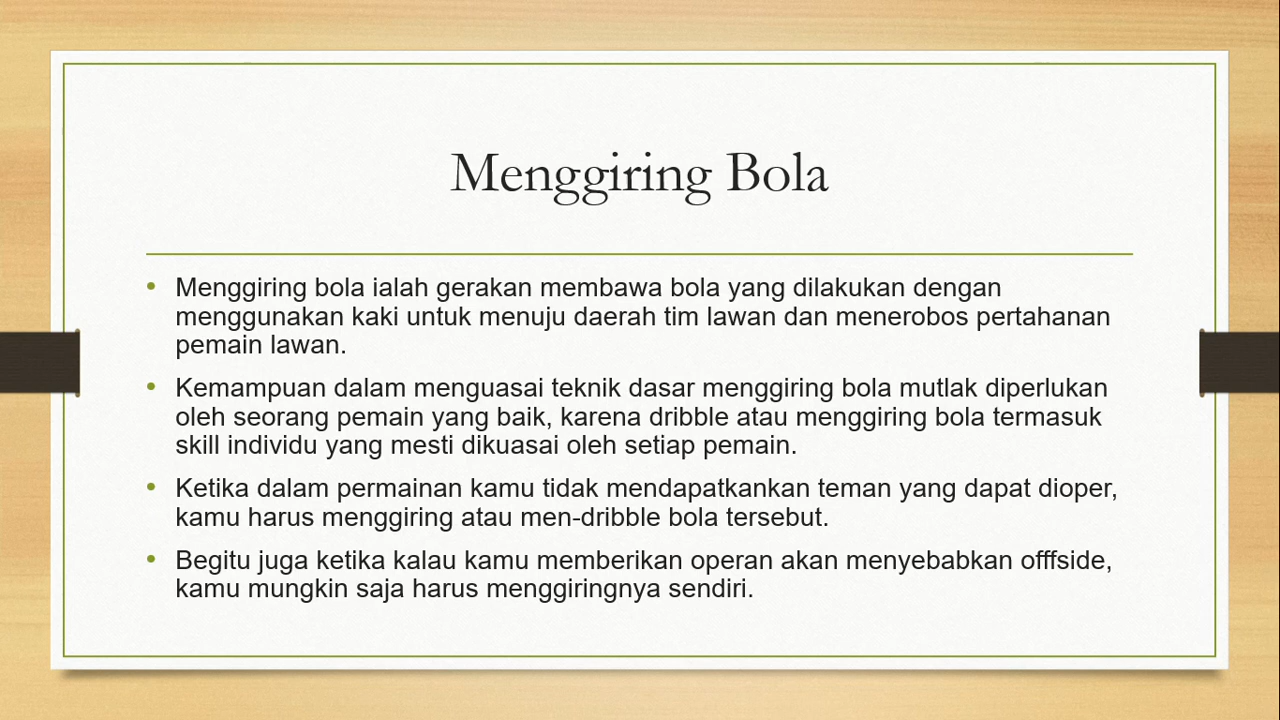 Menggiring Bola
• Menggiring bola ialah gerakan membawa bola yang dilakukan dengan
menggunakan kaki untuk menuju daerah tim lawan dan menerobos pertahanan
pemain lawan.
• Kemampuan dalam menguasai teknik dasar menggiring bola mutlak diperlukan
oleh seorang pemain yang baik, karena dribble atau menggiring bola termasuk
skill individu yang mesti dikuasai oleh setiap pemain.
• Ketika dalam permainan kamu tidak mendapatkankan teman yang dapat dioper,
kamu harus menggiring atau men-dribble bola tersebut.
• Begitu juga ketika kalau kamu memberikan operan akan menyebabkan offfside,
kamu mungkin saja harus menggiringnya sendiri.